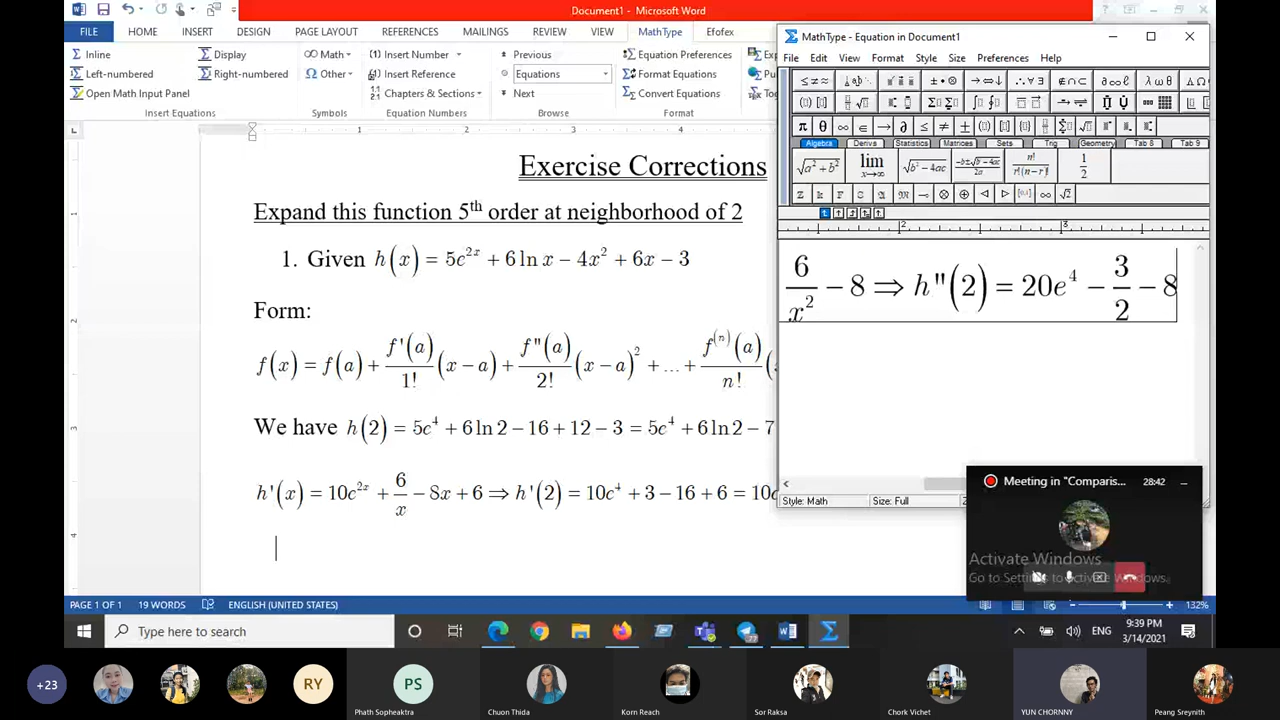 Document1 - Microsoft Word
FILE HOME INSERT DESIGN PAGE LAYOUT REFERENCES MAILINGS REVIEW VIEW MathType Efofex
Inline Display Math Insert Number Previous Equation Preferences
Left-numbered Right-numbered Other Insert Reference Equations Format Equations
Open Math Input Panel Chapters & Sections Next Convert Equations
Insert Equations Symbols Equation Numbers Browse Format
Exercise Corrections
Expand this function 5th order at neighborhood of 2
1. Given h(x) = 5e^{2x} + 6 ln x − 4x² + 6x − 3
Form:
f(x) = f(a) + f'(a)/1! (x − a) + f"(a)/2! (x − a)² + ... + f^{(n)}(a)/n!
We have h(2) = 5e⁴ + 6 ln 2 − 16 + 12 − 3 = 5e⁴ + 6 ln 2 − 7
h'(x) = 10e^{2x} + 6/x − 8x + 6 ⇒ h'(2) = 10e⁴ + 3 − 16 + 6 = 10e
MathType - Equation in Document1
File Edit View Format Style Size Preferences Help
Algebra Derivs Statistics Matrices Sets Trig Geometry Tab 8 Tab 9
6/x² − 8 ⇒ h"(2) = 20e⁴ − 3/2 − 8
Style: Math Size: Full
Meeting in "Comparis... 28:42
Activate Windows
Go to Settings to activate Windows.
PAGE 1 OF 1 19 WORDS ENGLISH (UNITED STATES) 132%
Type here to search
ENG 9:39 PM
3/14/2021
+23 RY PS
Phath Sopheaktra Chuon Thida Korn Reach Sor Raksa Chork Vichet YUN CHORNNY Peang Sreynith